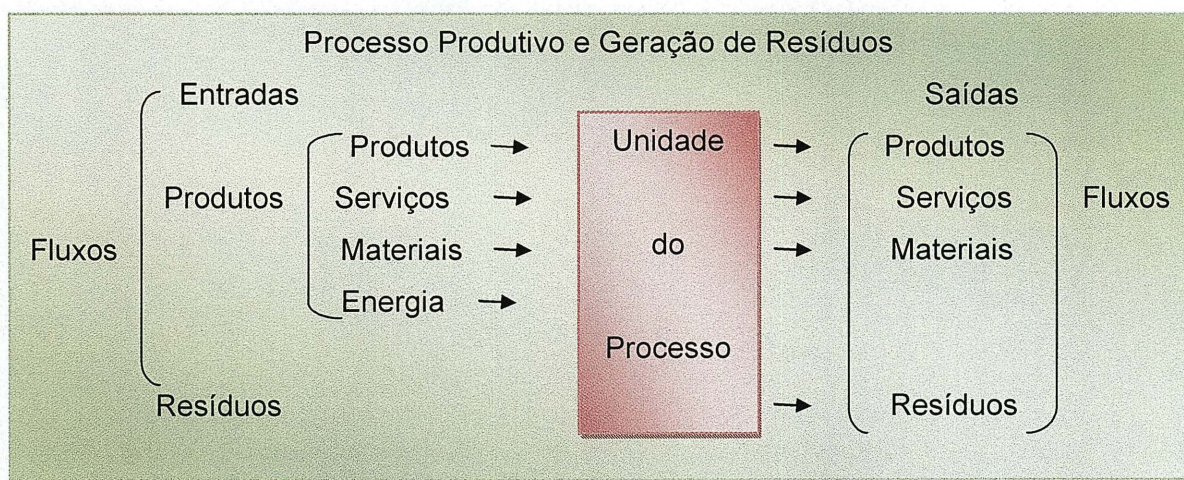 Processo Produtivo e Geração de Resíduos
Entradas
Saídas
Produtos
Unidade
Produtos
Produtos
Serviços
Serviços
Fluxos
Fluxos
Materiais
do
Materiais
Energia
Processo
Resíduos
Resíduos